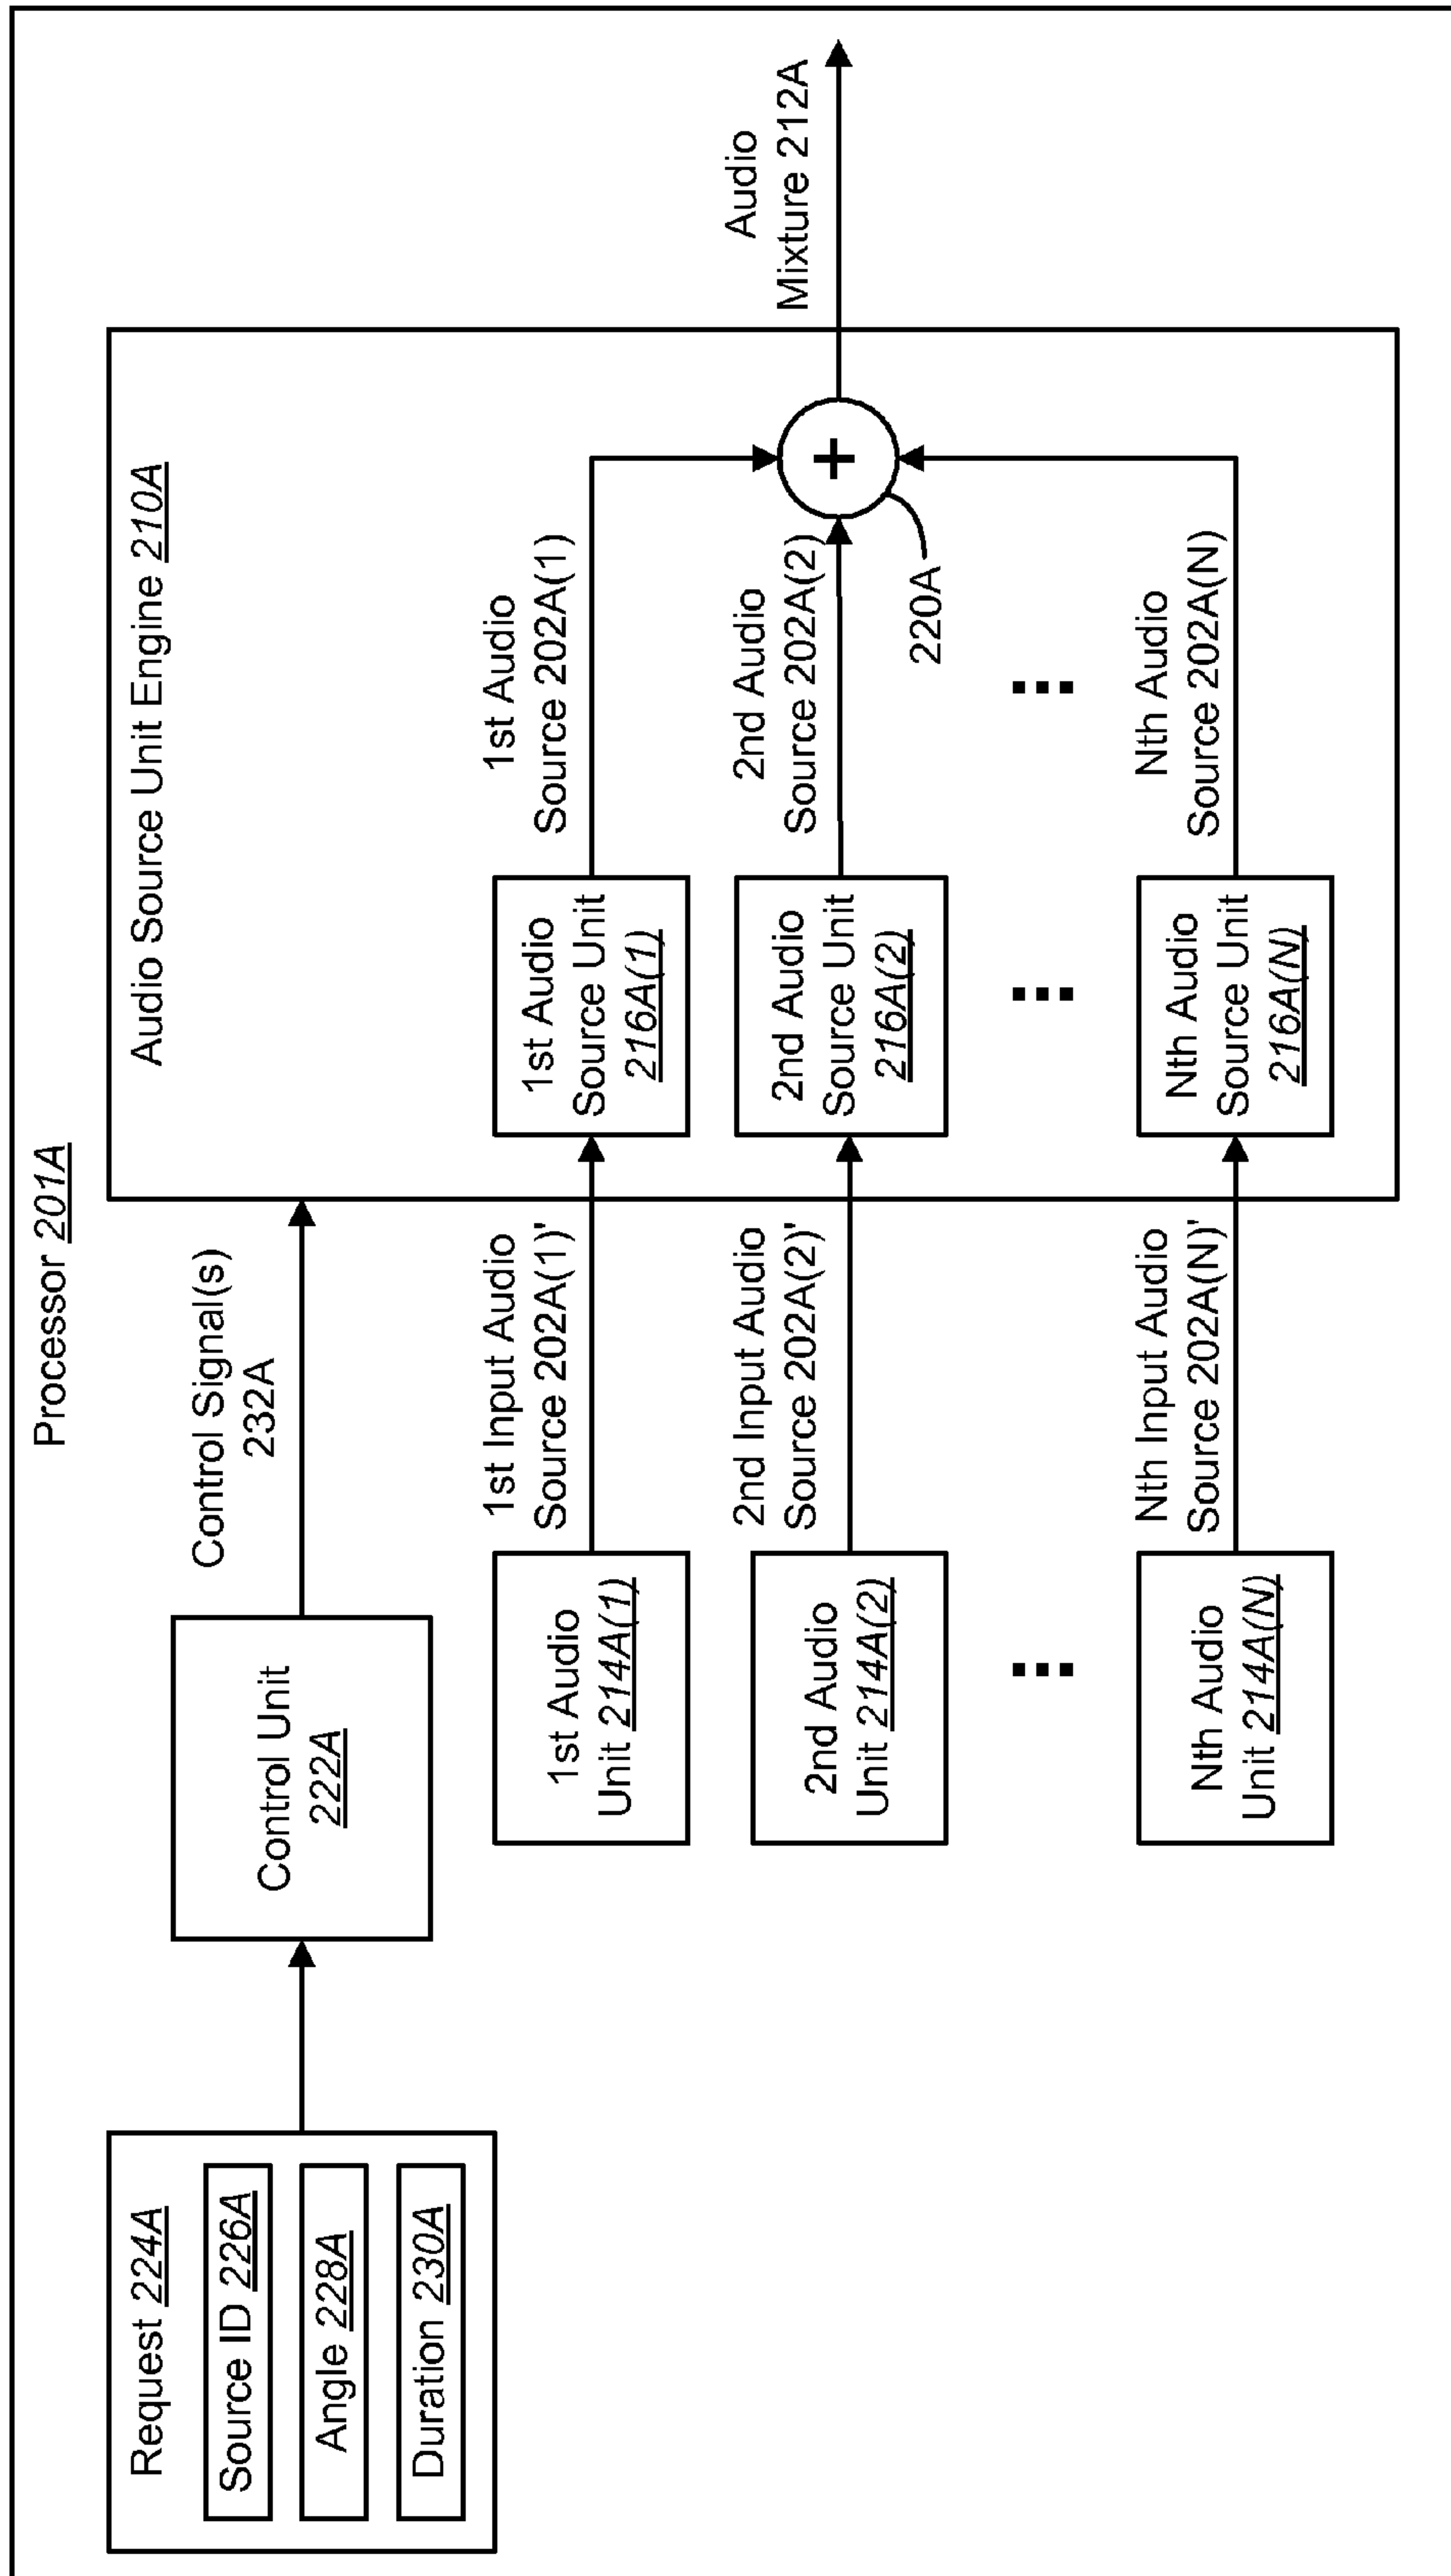 Processor 201A
Request 224A
Source ID 226A
Angle 228A
Duration 230A
Control Unit
222A
Control Signal(s)
232A
Audio Source Unit Engine 210A
1st Audio
Unit 214A(1)
1st Input Audio
Source 202A(1)'
1st Audio
Source Unit
216A(1)
1st Audio
Source 202A(1)
2nd Audio
Unit 214A(2)
2nd Input Audio
Source 202A(2)'
2nd Audio
Source Unit
216A(2)
2nd Audio
Source 202A(2)
+
220A
Audio
Mixture 212A
Nth Audio
Unit 214A(N)
Nth Input Audio
Source 202A(N)'
Nth Audio
Source Unit
216A(N)
Nth Audio
Source 202A(N)